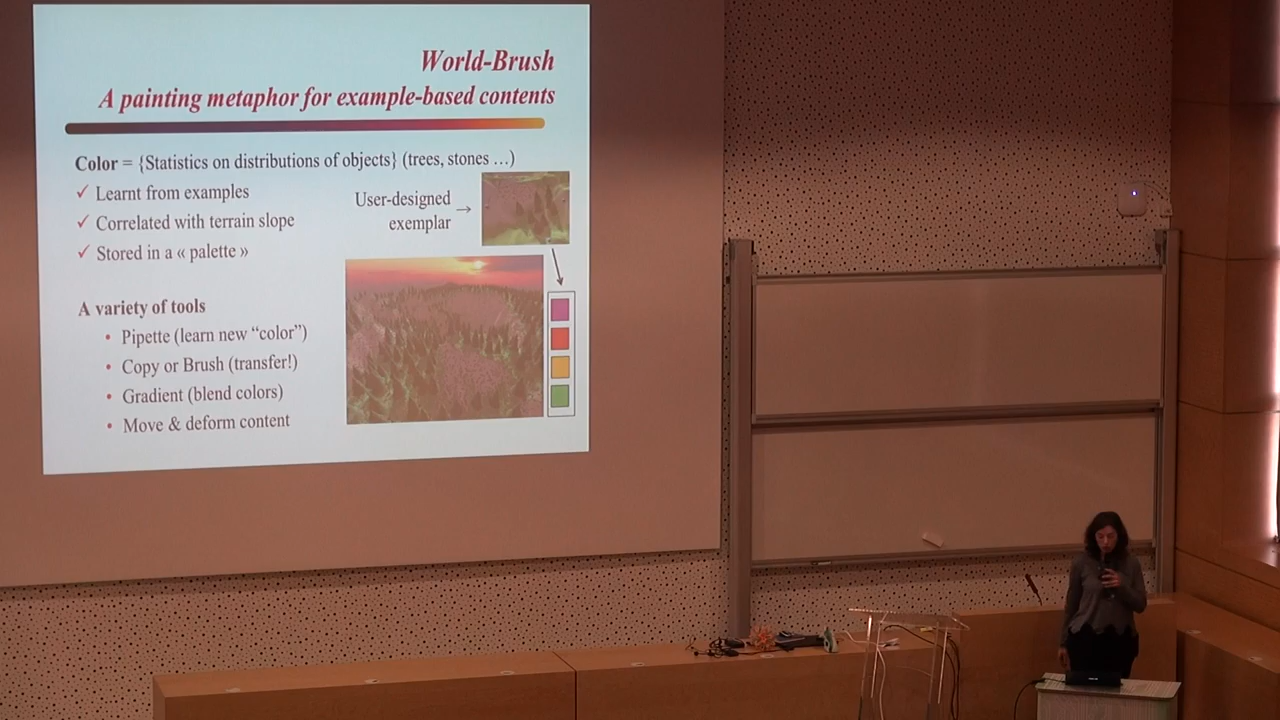 World-Brush
A painting metaphor for example-based contents
Color = {Statistics on distributions of objects} (trees, stones ...)
✓ Learnt from examples
✓ Correlated with terrain slope
✓ Stored in a « palette »
User-designed
exemplar →
A variety of tools
• Pipette (learn new “color”)
• Copy or Brush (transfer!)
• Gradient (blend colors)
• Move & deform content